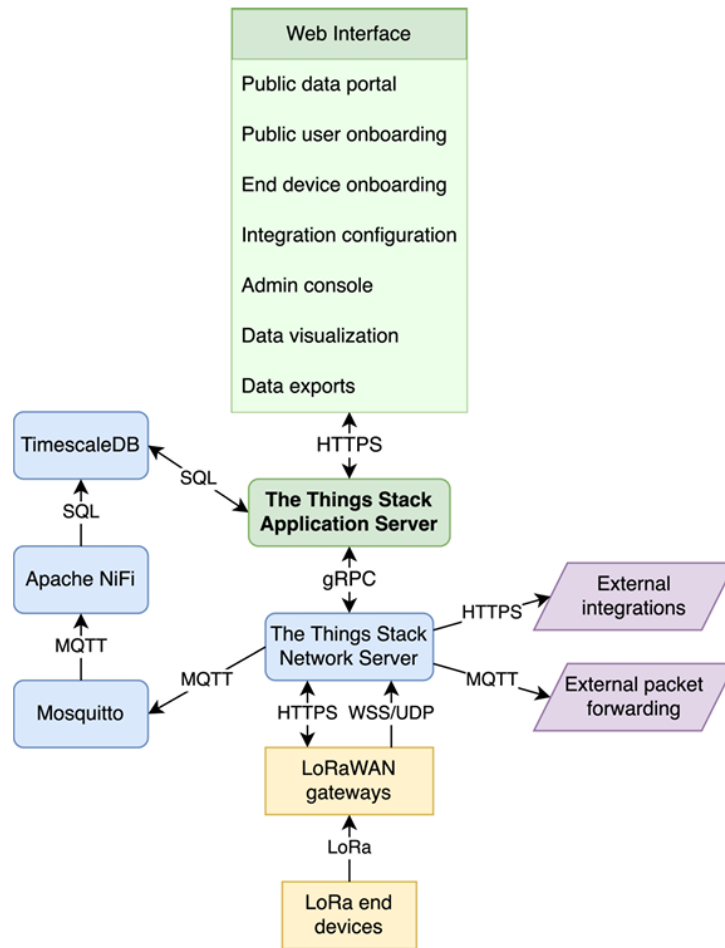 Web Interface
Public data portal
Public user onboarding
End device onboarding
Integration configuration
Admin console
Data visualization
Data exports
HTTPS
TimescaleDB
SQL
The Things Stack
Application Server
SQL
Apache NiFi
gRPC
External
integrations
HTTPS
MQTT
The Things Stack
Network Server
MQTT
MQTT
Mosquitto
External packet
forwarding
HTTPS
WSS/UDP
LoRaWAN
gateways
LoRa
LoRa end
devices